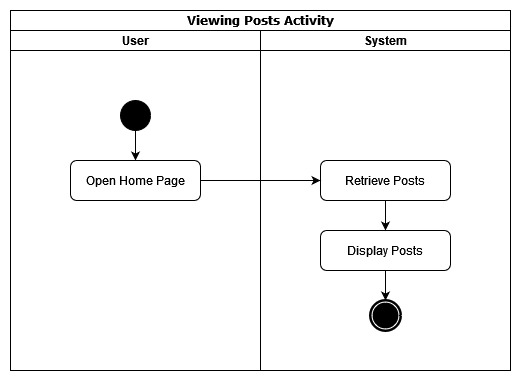 Viewing Posts Activity
User
System
Open Home Page
Retrieve Posts
Display Posts